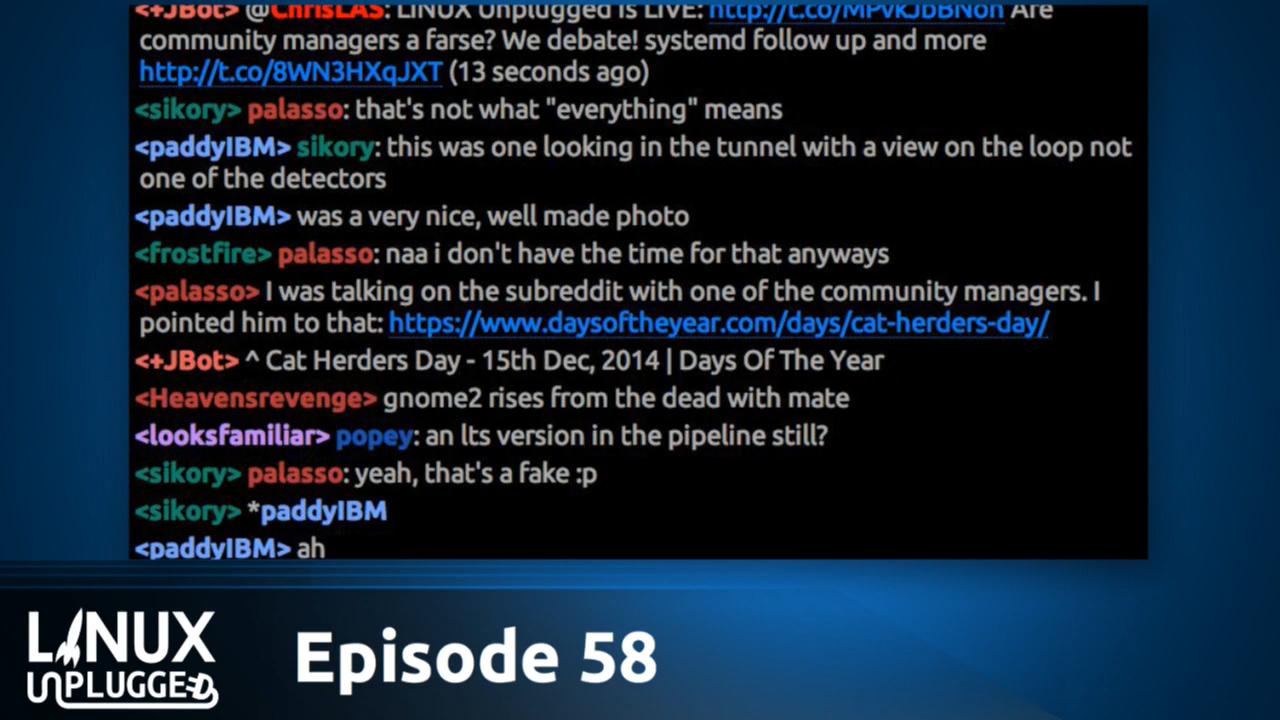 <+JBot> @ChrisLAS: LINUX Unplugged is LIVE: http://t.co/MPvKJbBNon Are
community managers a farse? We debate! systemd follow up and more
http://t.co/8WN3HXqJXT (13 seconds ago)
<sikory> palasso: that's not what "everything" means
<paddyIBM> sikory: this was one looking in the tunnel with a view on the loop not
one of the detectors
<paddyIBM> was a very nice, well made photo
<frostfire> palasso: naa i don't have the time for that anyways
<palasso> I was talking on the subreddit with one of the community managers. I
pointed him to that: https://www.daysoftheyear.com/days/cat-herders-day/
<+JBot> ^ Cat Herders Day - 15th Dec, 2014 | Days Of The Year
<Heavensrevenge> gnome2 rises from the dead with mate
<looksfamiliar> popey: an lts version in the pipeline still?
<sikory> palasso: yeah, that's a fake :p
<sikory> *paddyIBM
<paddyIBM> ah
LINUX
UNPLUGGED
Episode 58